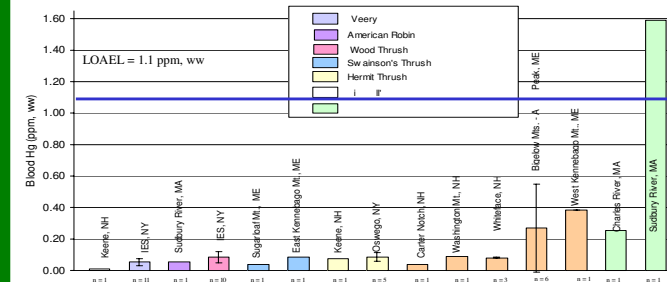 1.60
1.40
1.20
1.00
0.80
0.60
0.40
0.20
0.00
Blood Hg (ppm, ww)
LOAEL = 1.1 ppm, ww
Veery
American Robin
Wood Thrush
Swainson's Thrush
Hermit Thrush
Keene, NH
IES, NY
Sudbury River, MA
IES, NY
Sugarloaf Mt., ME
East Kennebago Mt., ME
Keene, NH
Oswego, NY
Carter Notch, NH
Washington Mt., NH
Whiteface, NH
Bigelow Mts. - A Peak, ME
West Kennebago Mt., ME
Charles River, MA
Sudbury River, MA
n = 1
n = 11
n = 1
n = 10
n = 1
n = 1
n = 1
n = 5
n = 1
n = 1
n = 3
n = 6
n = 1
n = 1
n = 1